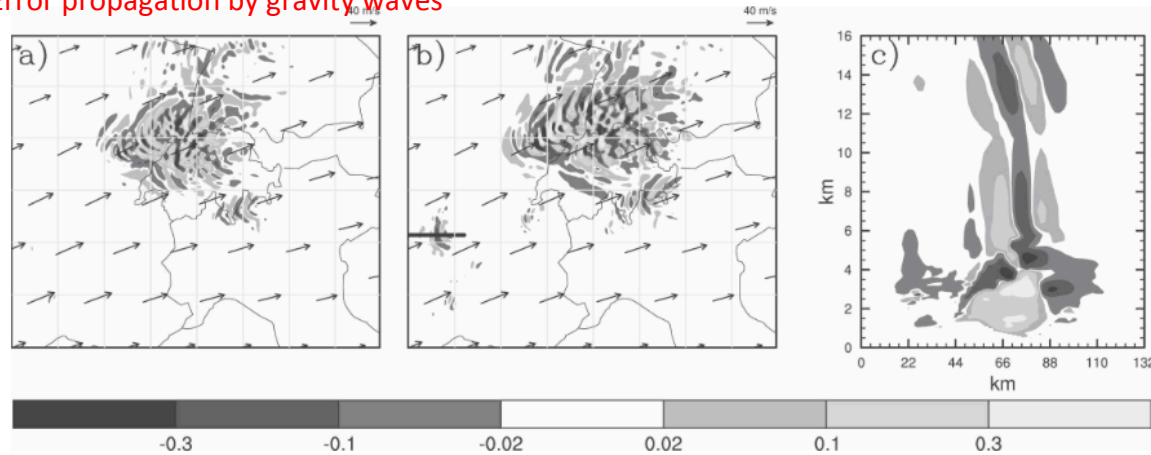 Error propagation by gravity waves
40 m/s
40 m/s
a)
b)
c)
16
14
12
10
8
6
4
2
0
km
0 22 44 66 88 110 132
km
-0.3 -0.1 -0.02 0.02 0.1 0.3